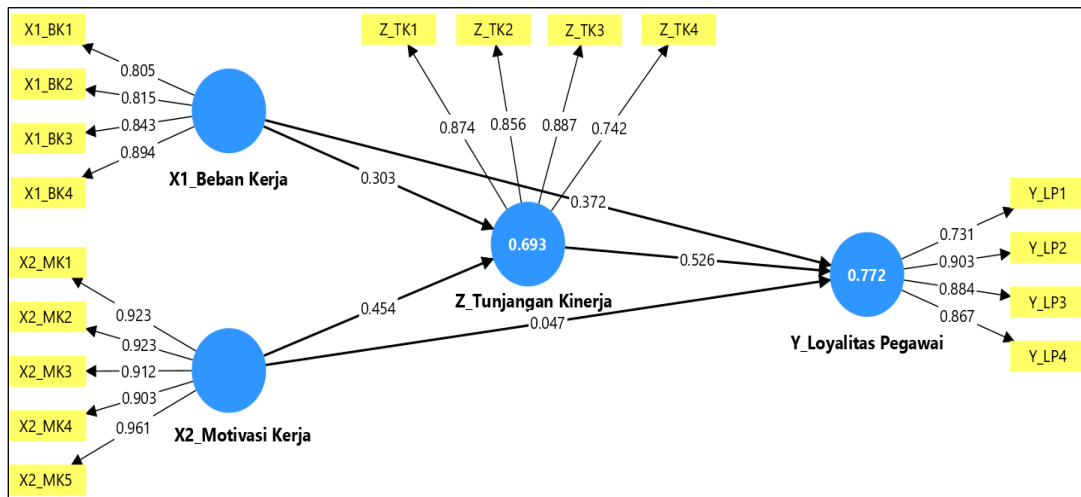 X1_BK1
X1_BK2
X1_BK3
X1_BK4
0.805
0.815
0.843
0.894
X1_Beban Kerja
Z_TK1
Z_TK2
Z_TK3
Z_TK4
0.874
0.856
0.887
0.742
0.303
0.372
0.693
Z_Tunjangan Kinerja
0.454
0.526
0.047
X2_MK1
X2_MK2
X2_MK3
X2_MK4
X2_MK5
0.923
0.923
0.912
0.903
0.961
X2_Motivasi Kerja
0.772
Y_Loyalitas Pegawai
0.731
0.903
0.884
0.867
Y_LP1
Y_LP2
Y_LP3
Y_LP4